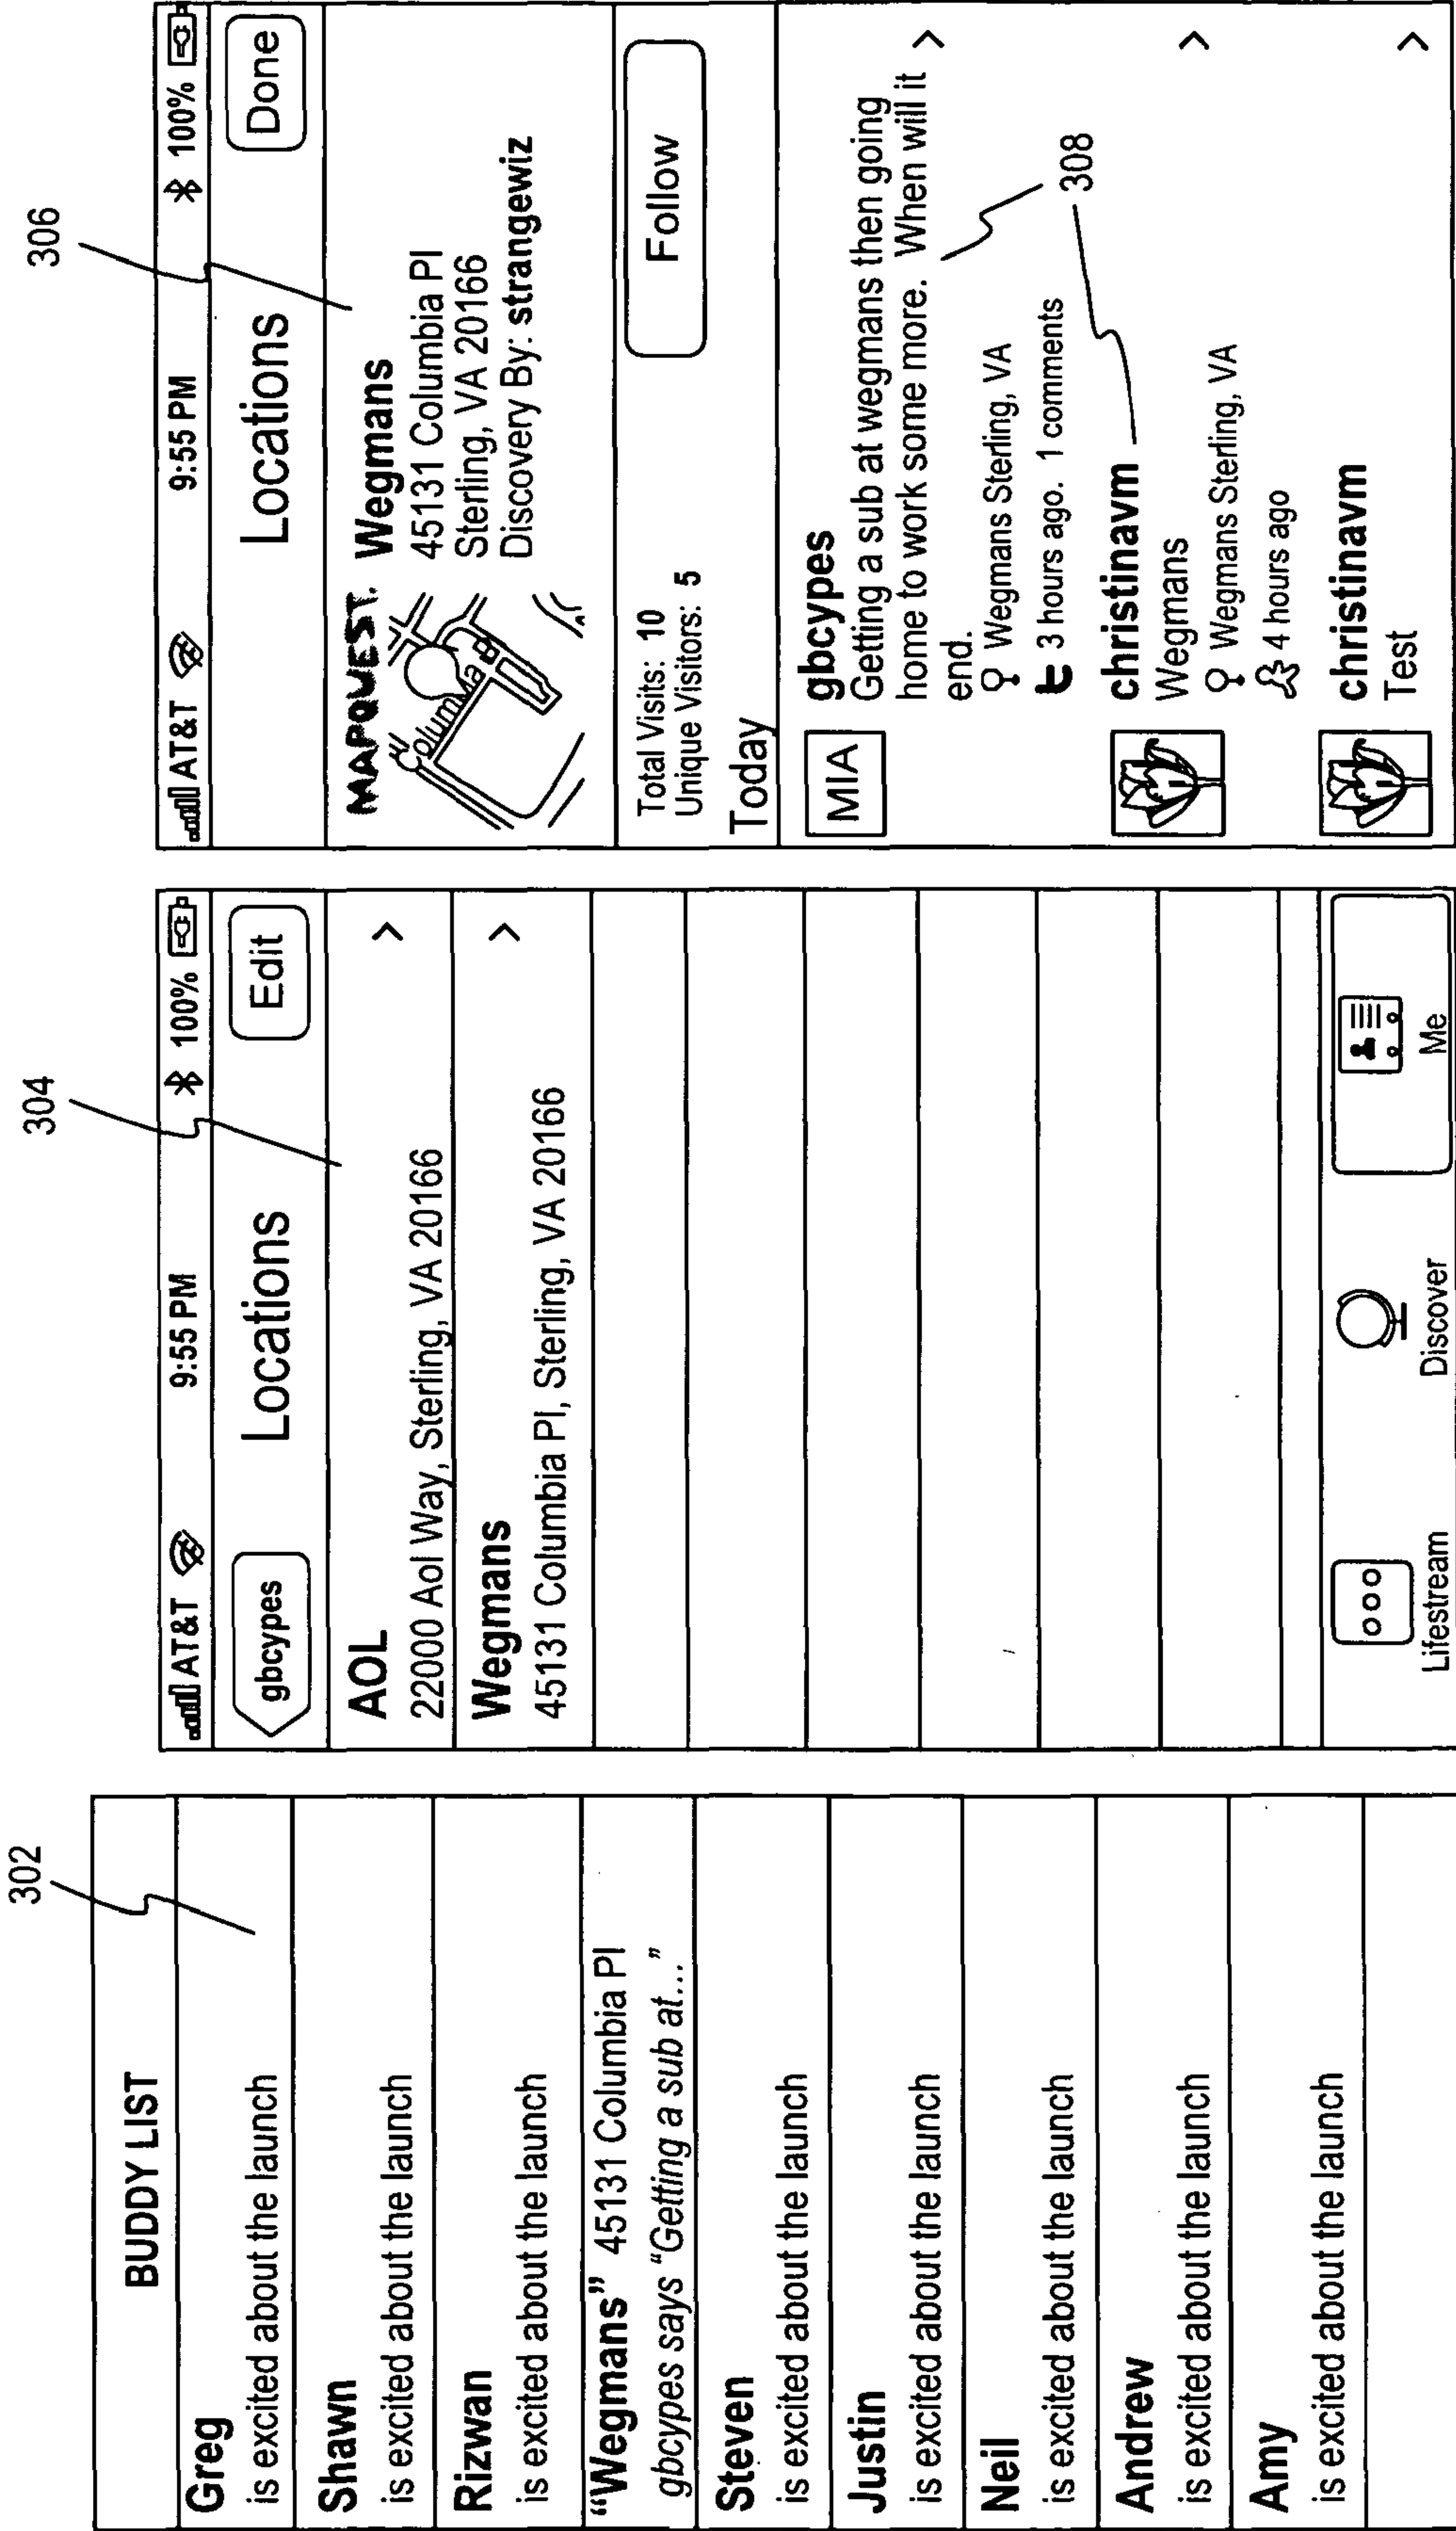 302
BUDDY LIST
Greg
is excited about the launch
Shawn
is excited about the launch
Rizwan
is excited about the launch
“Wegmans” 45131 Columbia Pl
gbcypes says “Getting a sub at...”
Steven
is excited about the launch
Justin
is excited about the launch
Neil
is excited about the launch
Andrew
is excited about the launch
Amy
is excited about the launch
304
AT&T 9:55 PM 100%
gbcypes Locations Edit
AOL
22000 Aol Way, Sterling, VA 20166 >
Wegmans
45131 Columbia Pl, Sterling, VA 20166 >
Lifestream Discover Me
306
AT&T 9:55 PM 100%
Locations Done
MAPQUEST.
Columbia
Wegmans
45131 Columbia Pl
Sterling, VA 20166
Discovery By: strangewiz
Total Visits: 10
Unique Visitors: 5
Follow
Today
MIA
gbcypes
Getting a sub at wegmans then going
home to work some more. When will it >
end.
Wegmans Sterling, VA
t 3 hours ago. 1 comments
308
christinavm
Wegmans >
Wegmans Sterling, VA
4 hours ago
christinavm
Test >